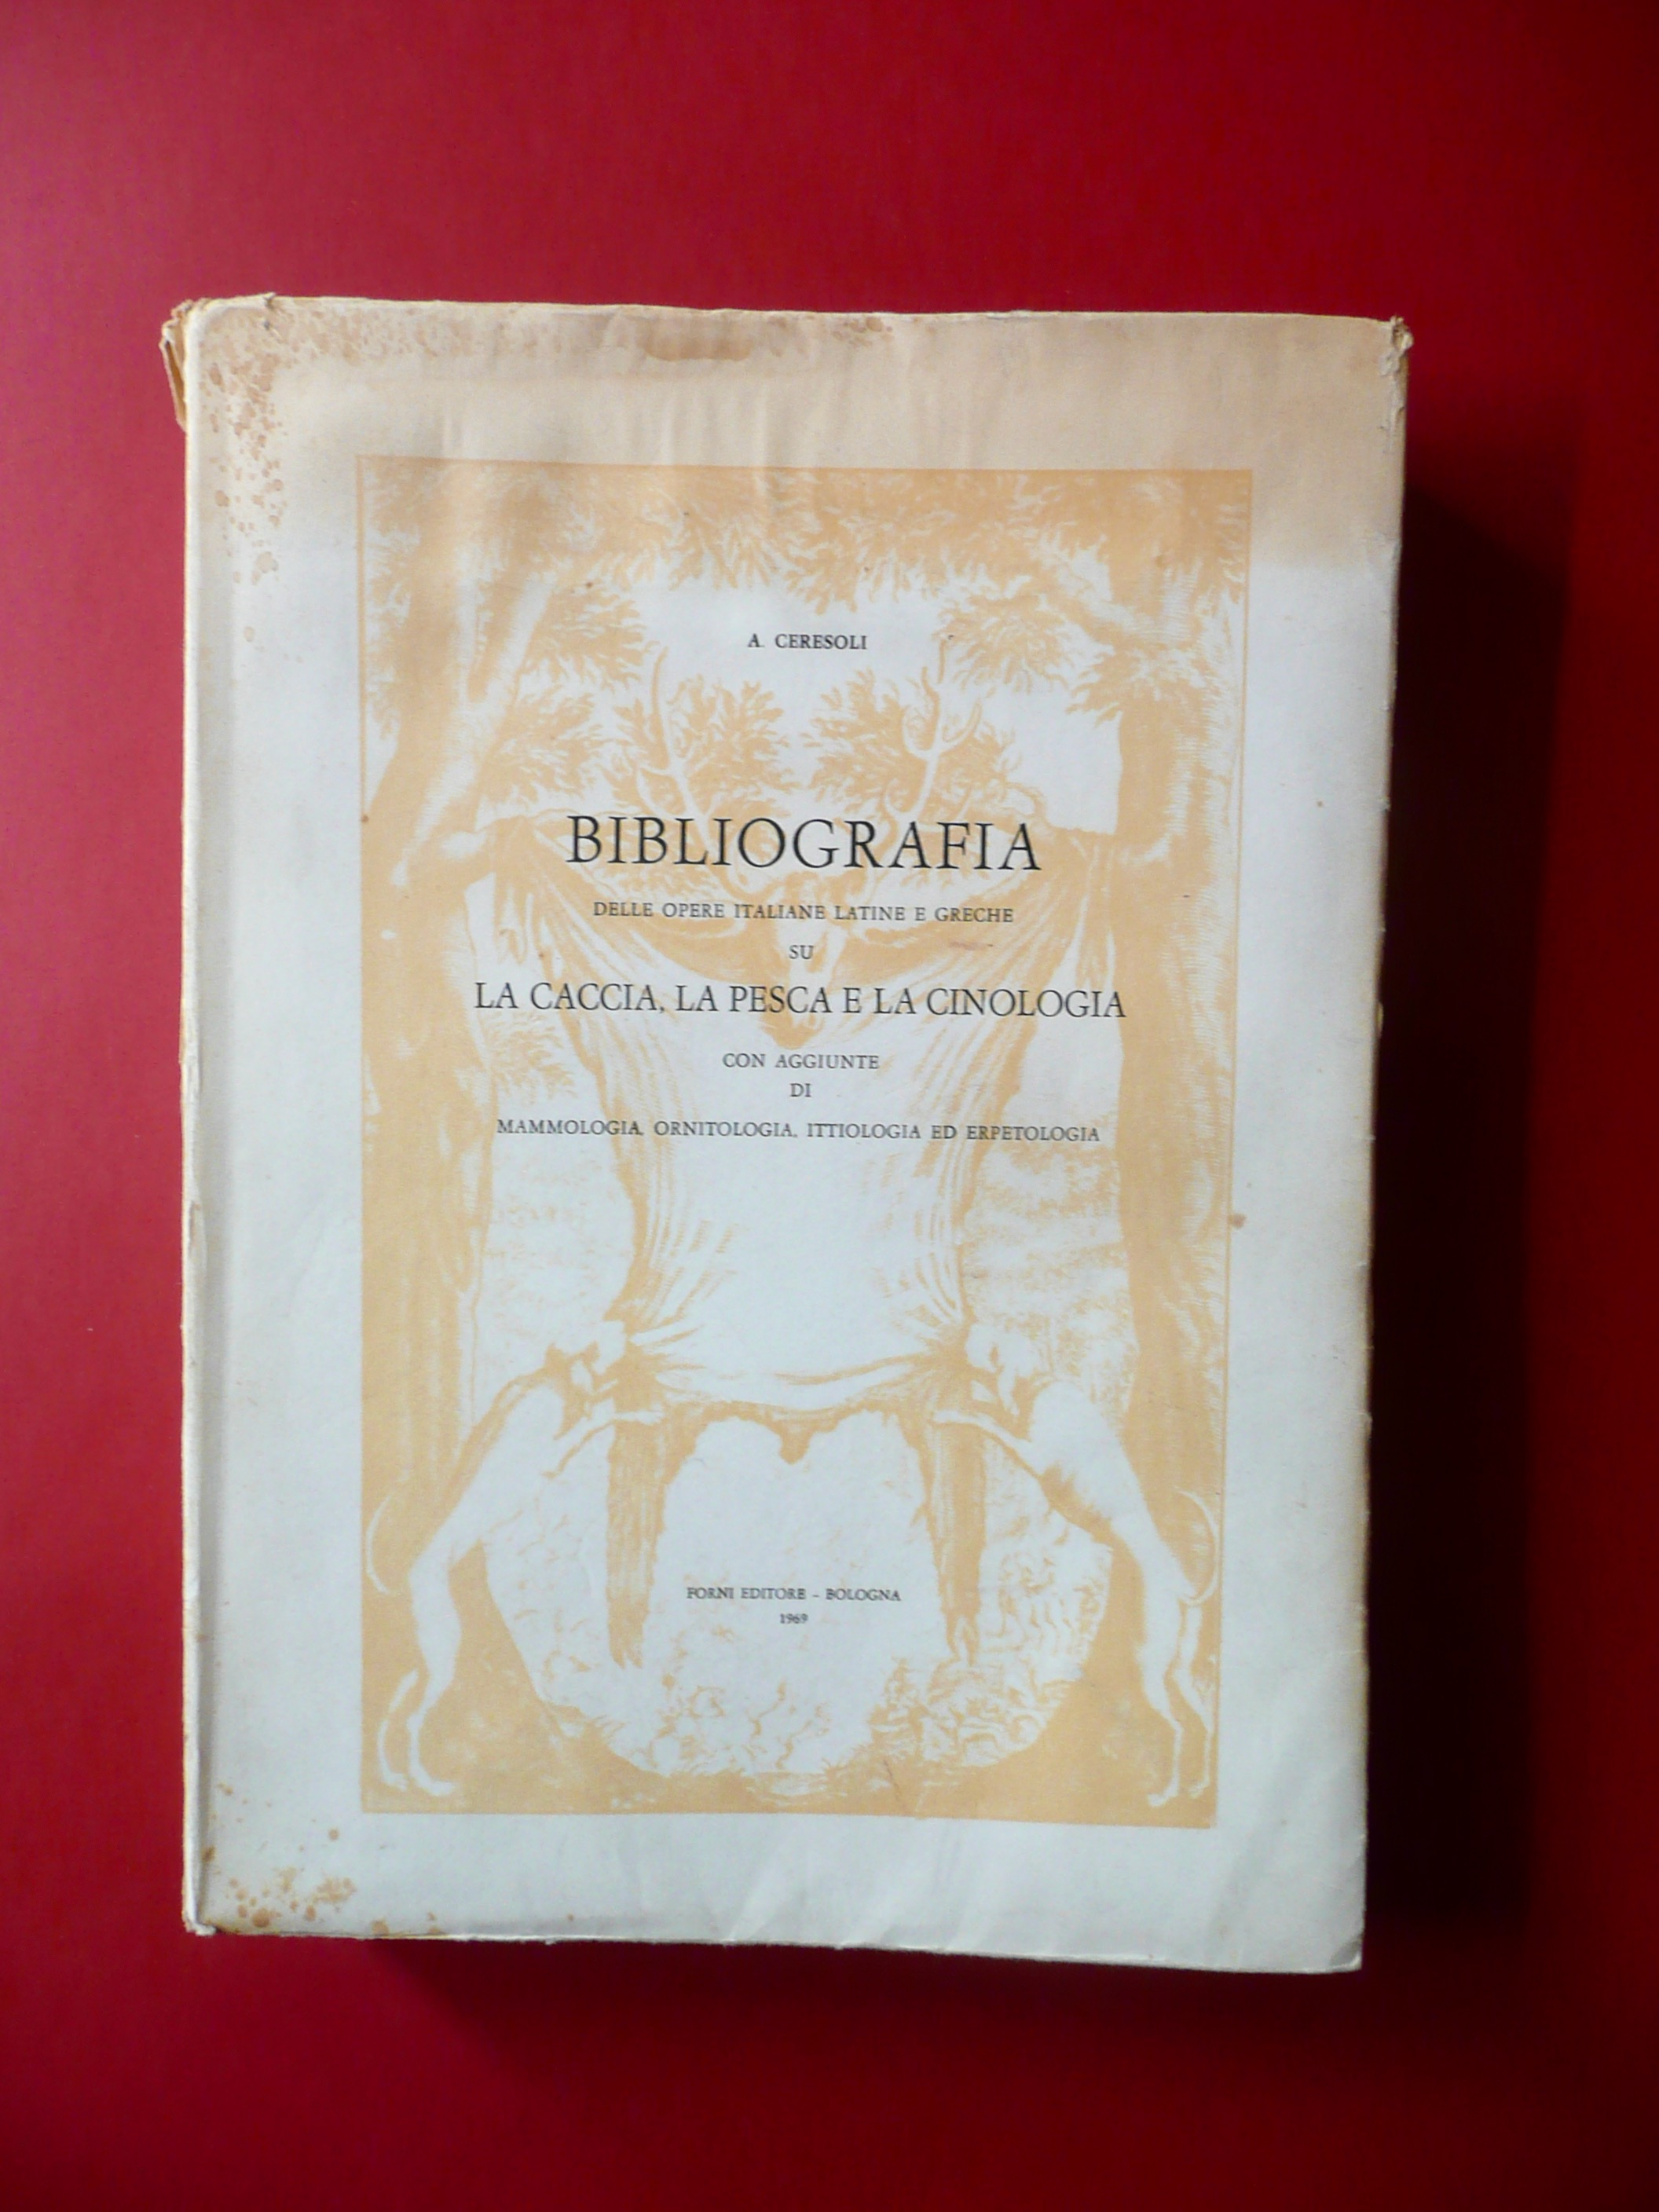 A. CERESOLI
BIBLIOGRAFIA
DELLE OPERE ITALIANE LATINE E GRECHE
SU
LA CACCIA, LA PESCA E LA CINOLOGIA
CON AGGIUNTE
DI
MAMMOLOGIA, ORNITOLOGIA, ITTIOLOGIA ED ERPETOLOGIA
FORNI EDITORE - BOLOGNA
1969